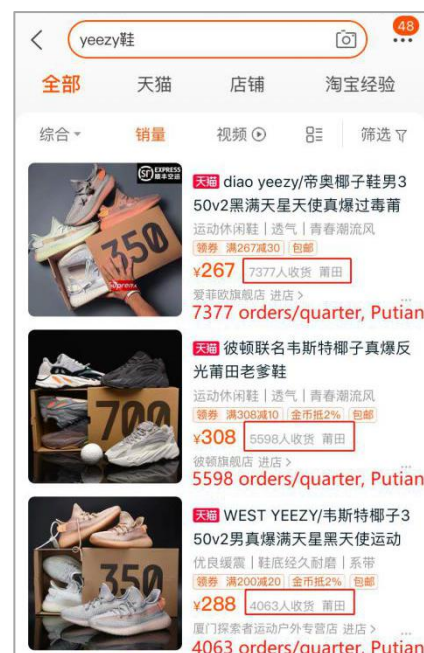 48
yeezy鞋
全部 天猫 店铺 淘宝经验
综合 销量 视频 筛选
SF EXPRESS
顺丰空运
350
Supreme
天猫 diao yeezy/帝奥椰子鞋男3
50v2黑满天星天使真爆过毒莆
运动休闲鞋 | 透气 | 青春潮流风
领券 满267减30 包邮
¥267 7377人收货 莆田
爱菲欧旗舰店 进店 >
...
7377 orders/quarter, Putian
700
天猫 彼顿联名韦斯特椰子真爆反
光莆田老爹鞋
运动休闲鞋 | 透气 | 青春潮流风
领券 满308减10 金币抵2% 包邮
¥308 5598人收货 莆田
彼顿旗舰店 进店 >
...
5598 orders/quarter, Putian
350
天猫 WEST YEEZY/韦斯特椰子3
50v2男真爆满天星黑天使运动
优良缓震 | 鞋底经久耐磨 | 系带
领券 满200减20 金币抵2% 包邮
¥288 4063人收货 莆田
厦门探索者运动户外专营店 进店 >
...
4063 orders/quarter, Putian